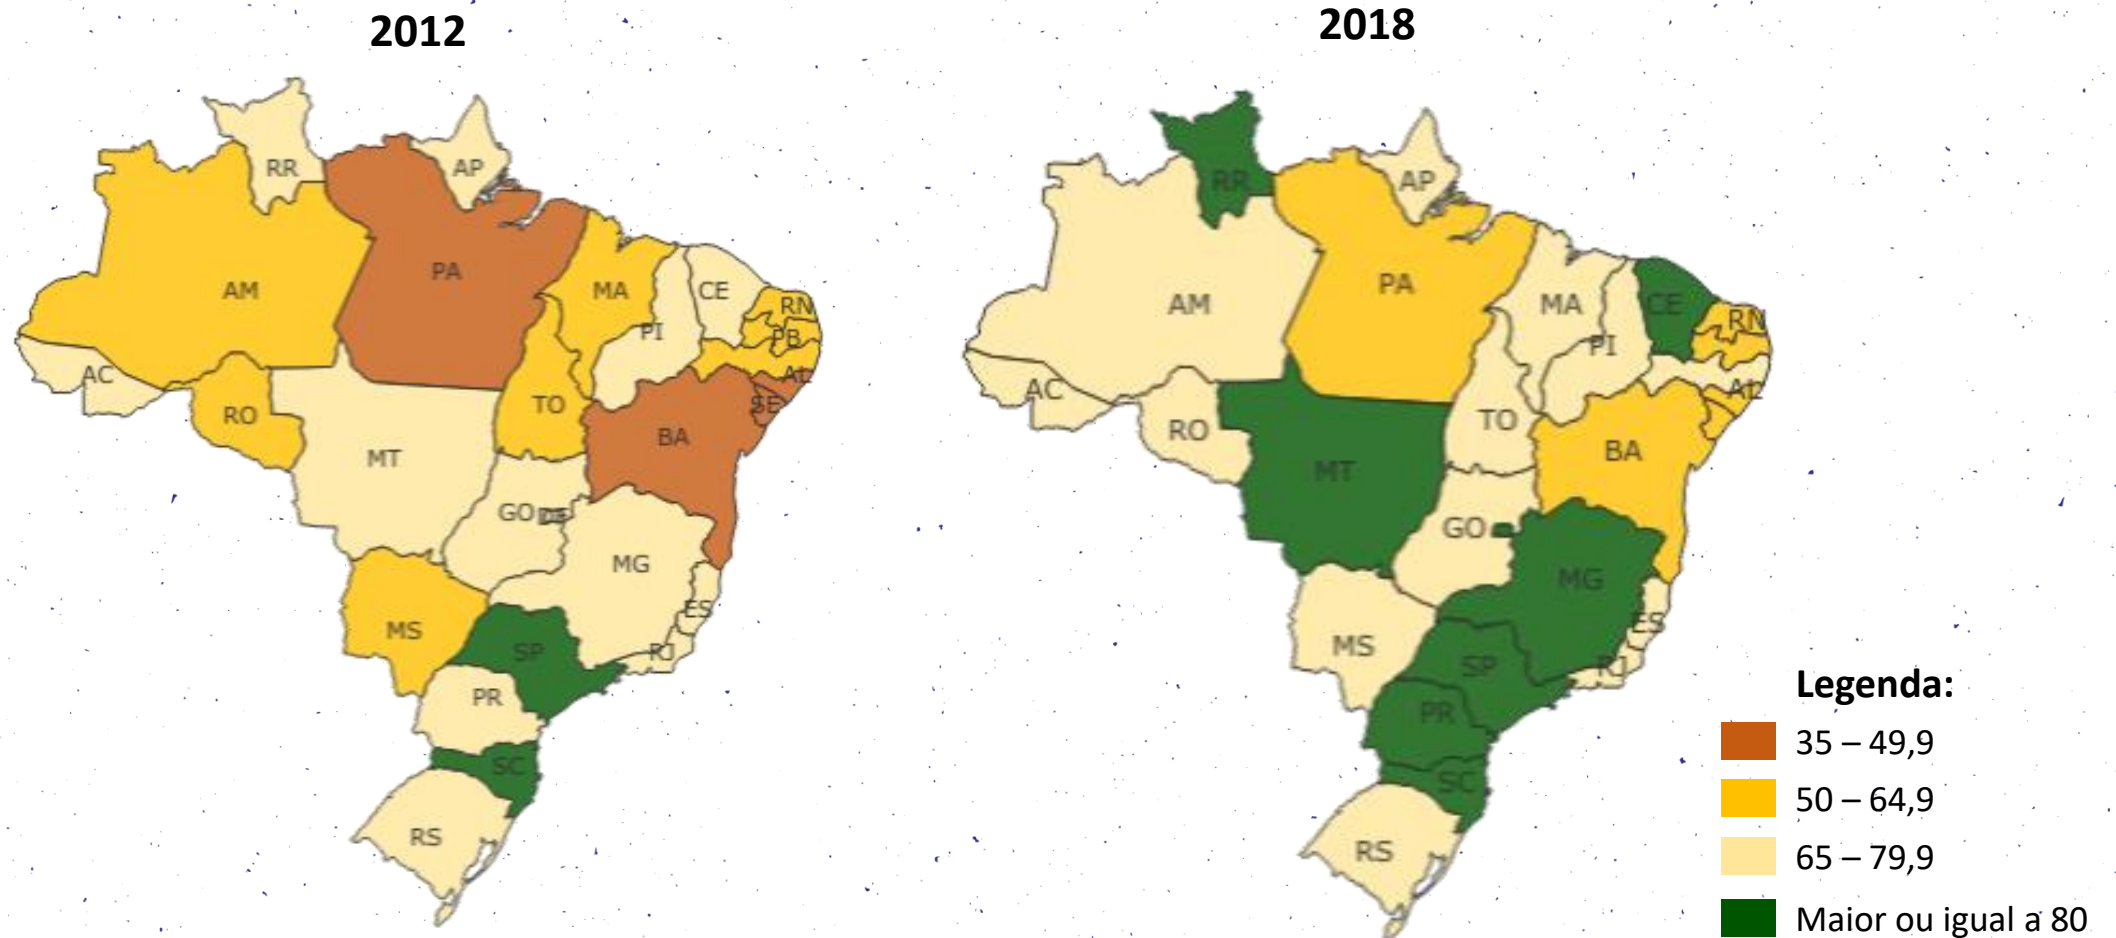 2012
2018
RR
AP
AM
PA
MA
CE
RN
PI
PB
AC
AL
RO
TO
SE
MT
BA
GO
DF
MG
MS
ES
SP
RJ
PR
SC
RS
RR
AP
AM
PA
MA
CE
RN
PI
AC
AL
RO
TO
MT
BA
GO
MG
MS
ES
SP
RJ
PR
SC
RS
Legenda:
35 – 49,9
50 – 64,9
65 – 79,9
Maior ou igual a 80